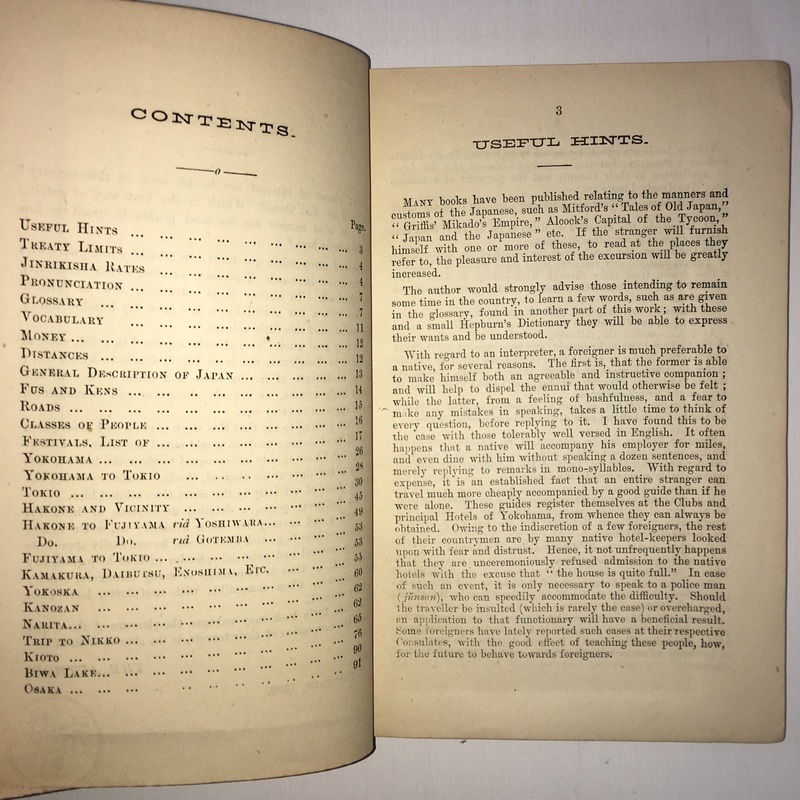 CONTENTS.
o
Page.
USEFUL HINTS ... ... ... ... ... ... ... 3
TREATY LIMITS ... ... ... ... ... ... ... 4
JINRIKISHA RATES ... ... ... ... ... ... 4
PRONUNCIATION ... ... ... ... ... ... ... 7
GLOSSARY ... ... ... ... ... ... ... 7
VOCABULARY ... ... ... ... ... ... ... 11
MONEY ... ... ... ... ... ... ... ... 12
DISTANCES ... ... ... ... ... ... ... 12
GENERAL DESCRIPTION OF JAPAN ... ... ... ... 13
FUS AND KENS ... ... ... ... ... ... ... 14
ROADS ... ... ... ... ... ... ... ... 15
CLASSES OF PEOPLE ... ... ... ... ... ... 16
FESTIVALS, LIST OF ... ... ... ... ... ... 17
YOKOHAMA ... ... ... ... ... ... ... 26
YOKOHAMA TO TOKIO ... ... ... ... ... ... 28
TOKIO ... ... ... ... ... ... ... ... 30
HAKONE AND VICINITY ... ... ... ... ... 45
HAKONE TO FUJIYAMA viâ YOSHIWARA... ... ... 49
Do. Do. viâ GOTEMBA ... ... ... 53
FUJIYAMA TO TOKIO ... ... ... ... ... ... 53
KAMAKURA, DAIBUTSU, ENOSHIMA, ETC. ... ... ... 55
YOKOSKA ... ... ... ... ... ... ... 60
KANOZAN ... ... ... ... ... ... ... 62
NARITA... ... ... ... ... ... ... ... 62
TRIP TO NIKKO ... ... ... ... ... ... ... 65
KIOTO ... ... ... ... ... ... ... ... 76
BIWA LAKE... ... ... ... ... ... ... 90
OSAKA ... ... ... ... ... ... ... 91
3
USEFUL HINTS.
MANY books have been published relating to the manners and
customs of the Japanese, such as Mitford's “ Tales of Old Japan,”
“ Griffis' Mikado's Empire,” Alcock's Capital of the Tycoon,”
“ Japan and the Japanese ” etc. If the stranger will furnish
himself with one or more of these, to read at the places they
refer to, the pleasure and interest of the excursion will be greatly
increased.
The author would strongly advise those intending to remain
some time in the country, to learn a few words, such as are given
in the glossary, found in another part of this work; with these
and a small Hepburn's Dictionary they will be able to express
their wants and be understood.
With regard to an interpreter, a foreigner is much preferable to
a native, for several reasons. The first is, that the former is able
to make himself both an agreeable and instructive companion ;
and will help to dispel the ennui that would otherwise be felt ;
while the latter, from a feeling of bashfulness, and a fear to
make any mistakes in speaking, takes a little time to think of
every question, before replying to it. I have found this to be
the case with those tolerably well versed in English. It often
happens that a native will accompany his employer for miles,
and even dine with him without speaking a dozen sentences, and
merely replying to remarks in mono-syllables. With regard to
expense, it is an established fact that an entire stranger can
travel much more cheaply accompanied by a good guide than if he
were alone. These guides register themselves at the Clubs and
principal Hotels of Yokohama, from whom they can always be
obtained. Owing to the indiscretion of a few foreigners, the rest
of their countrymen are by many native hotel-keepers looked
upon with fear and distrust. Hence, it not unfrequently happens
that they are unceremoniously refused admission to the native
hotels with the excuse that “ the house is quite full.” In case
of such an event, it is only necessary to speak to a police man
(junsan), who can speedily accommodate the difficulty. Should
the traveller be insulted (which is rarely the case) or overcharged,
an application to that functionary will have a beneficial result.
Some foreigners have lately reported such cases at their respective
Consulates, with the good effect of teaching these people, how,
for the future to behave towards foreigners.